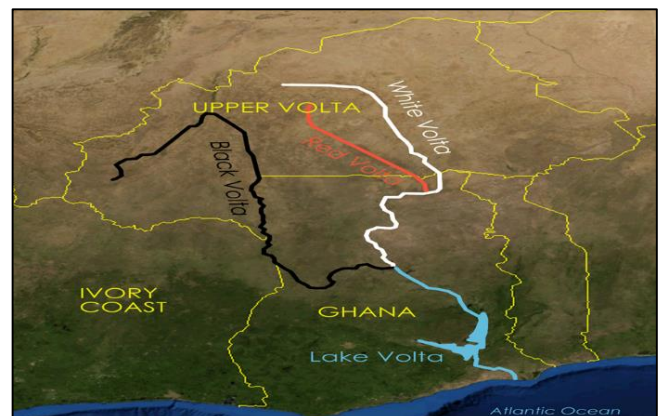 White Volta
UPPER VOLTA
Red Volta
Black Volta
IVORY
COAST
GHANA
Lake Volta
Atlantic Ocean